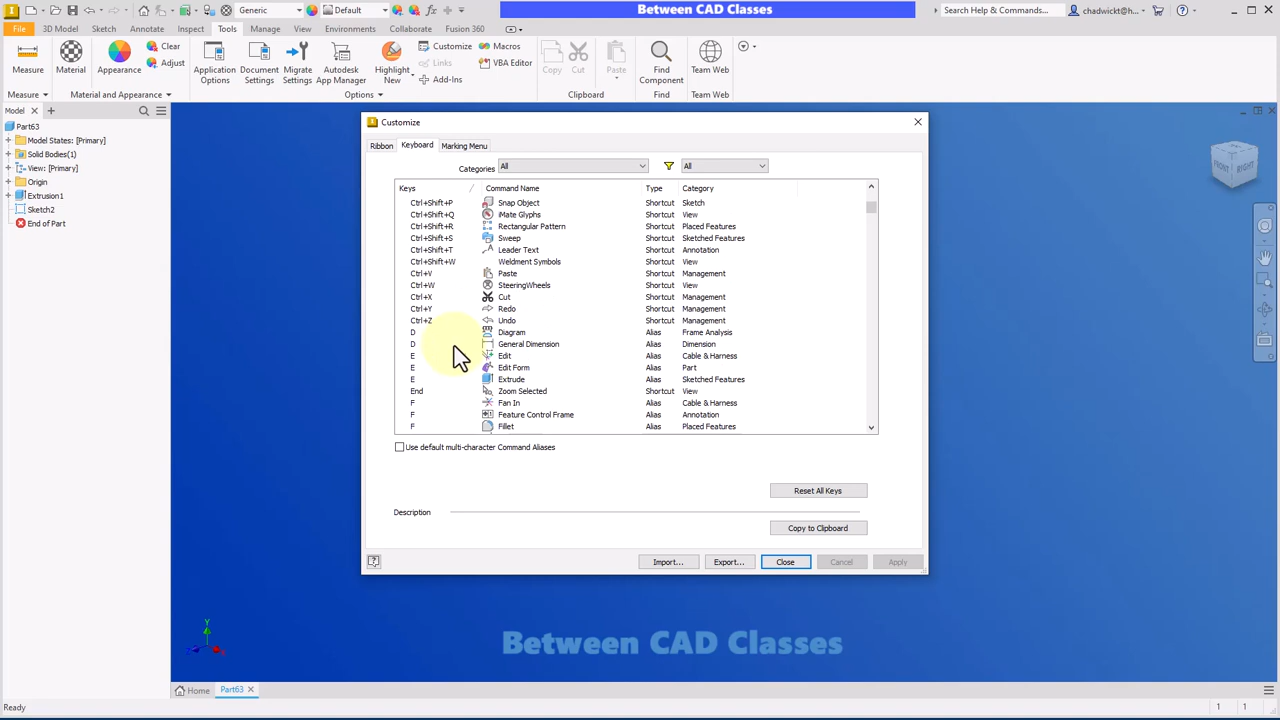 Between CAD Classes
Generic
Default
Search Help & Commands...
chadwickt@h...
File
3D Model
Sketch
Annotate
Inspect
Tools
Manage
View
Environments
Collaborate
Fusion 360
Measure
Material
Appearance
Clear
Adjust
Application Options
Document Settings
Migrate Settings
Autodesk App Manager
Highlight New
Customize
Links
Add-Ins
Macros
VBA Editor
Copy
Cut
Paste
Find Component
Team Web
Measure
Material and Appearance
Options
Clipboard
Find
Team Web
Model
Part63
Model States: [Primary]
Solid Bodies(1)
View: [Primary]
Origin
Extrusion1
Sketch2
End of Part
Customize
Ribbon
Keyboard
Marking Menu
Categories
All
All
Keys Command Name Type Category
Ctrl+Shift+P Snap Object Shortcut Sketch
Ctrl+Shift+Q iMate Glyphs Shortcut View
Ctrl+Shift+R Rectangular Pattern Shortcut Placed Features
Ctrl+Shift+S Sweep Shortcut Sketched Features
Ctrl+Shift+T Leader Text Shortcut Annotation
Ctrl+Shift+W Weldment Symbols Shortcut View
Ctrl+V Paste Shortcut Management
Ctrl+W SteeringWheels Shortcut View
Ctrl+X Cut Shortcut Management
Ctrl+Y Redo Shortcut Management
Ctrl+Z Undo Shortcut Management
D Diagram Alias Frame Analysis
D General Dimension Alias Dimension
E Edit Alias Cable & Harness
E Edit Form Alias Part
E Extrude Alias Sketched Features
End Zoom Selected Shortcut View
F Fan In Alias Cable & Harness
F Feature Control Frame Alias Annotation
F Fillet Alias Placed Features
Use default multi-character Command Aliases
Reset All Keys
Description
Copy to Clipboard
Import...
Export...
Close
Cancel
Apply
FRONT
RIGHT
Y
Between CAD Classes
Home
Part63
Ready
1 1